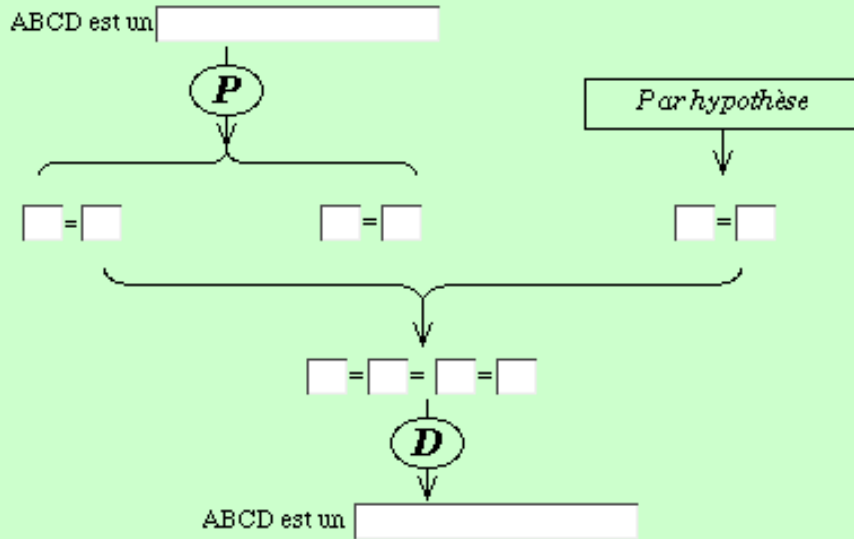 ABCD est un
P
Par hypothèse
= = =
= = =
D
ABCD est un